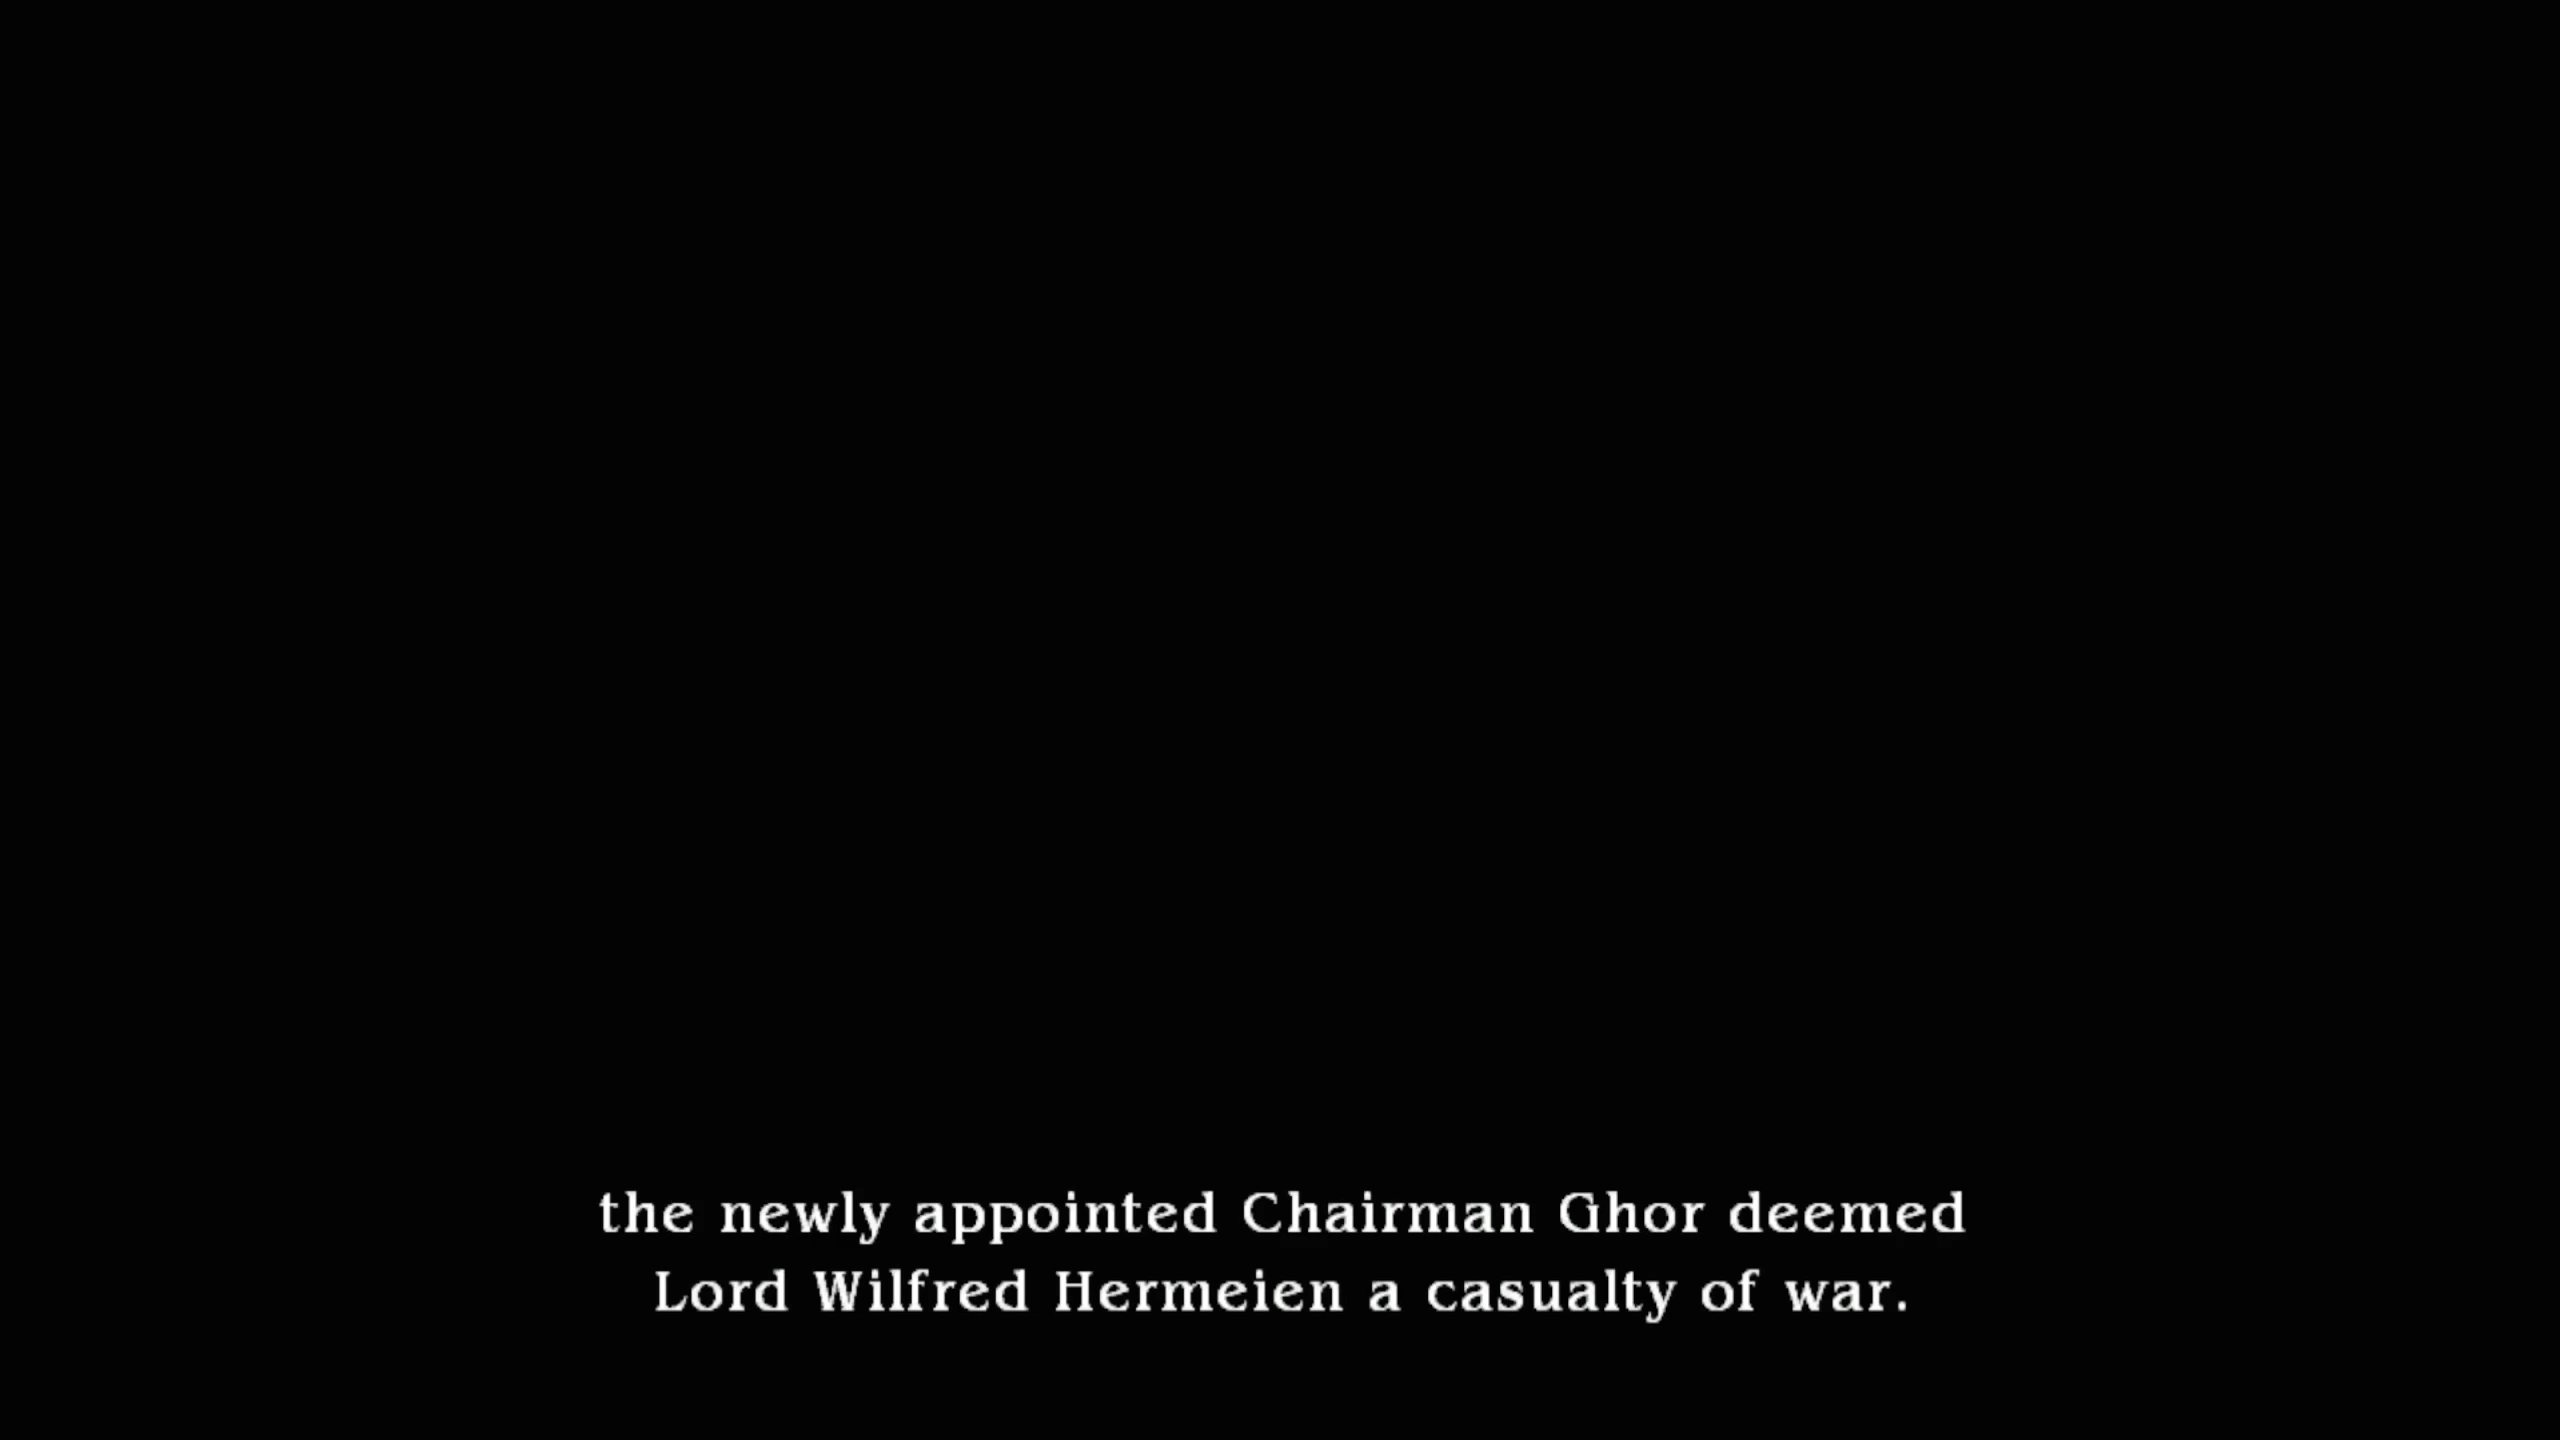 the newly appointed Chairman Ghor deemed
Lord Wilfred Hermeien a casualty of war.